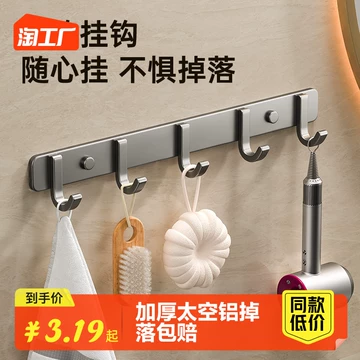 淘工厂
挂钩
随心挂 不惧掉落
到手价
¥3.19起
加厚太空铝掉
落包赔
同款
低价